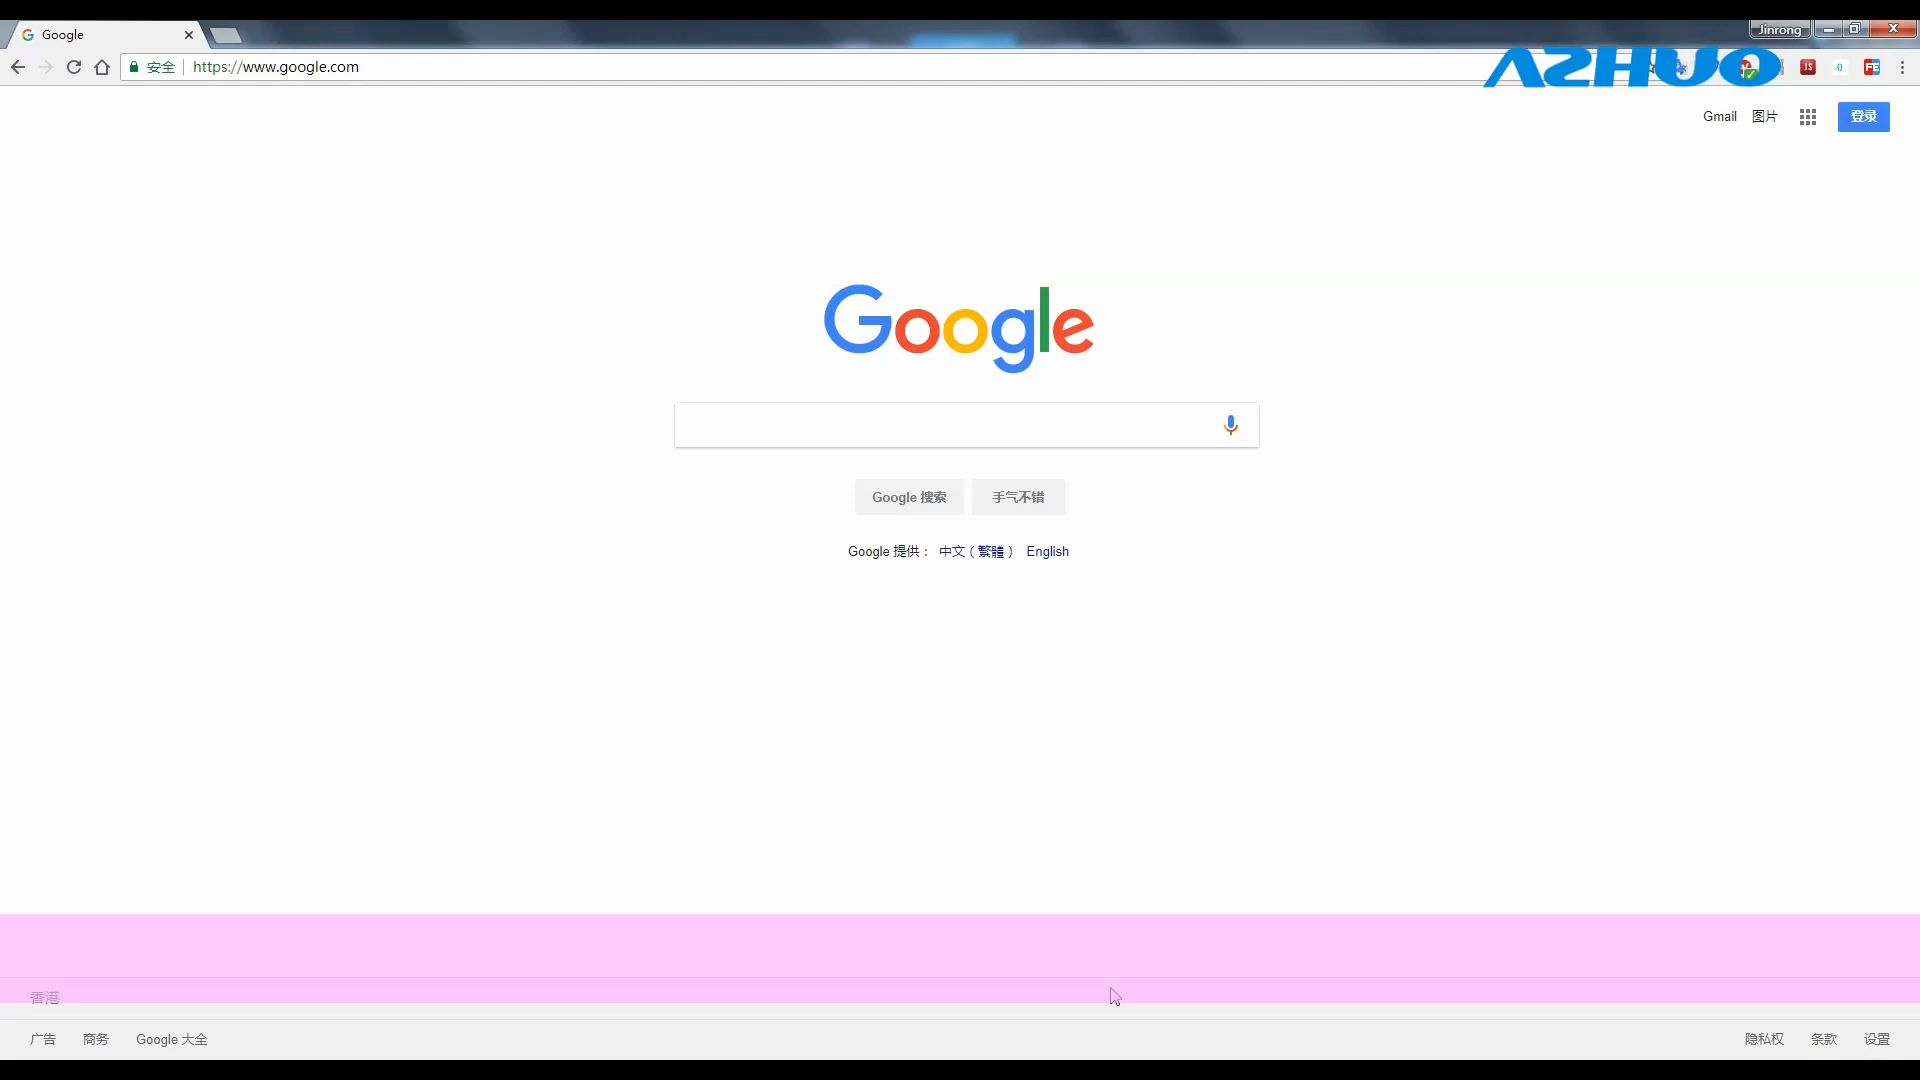 Google
Jinrong
安全 https://www.google.com
AZHUO
JS
FE
Gmail 图片 登录
Google
Google 搜索 手气不错
Google 提供： 中文（繁體） English
香港
广告 商务 Google 大全 隐私权 条款 设置